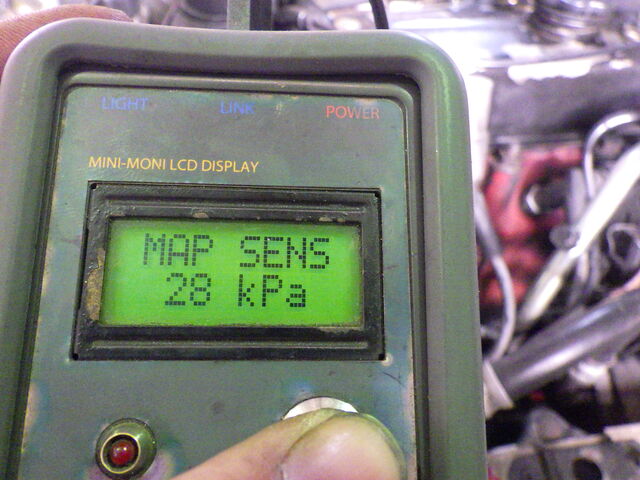 LIGHT LINK POWER
MINI-MONI LCD DISPLAY
MAP SENS
28 kPa